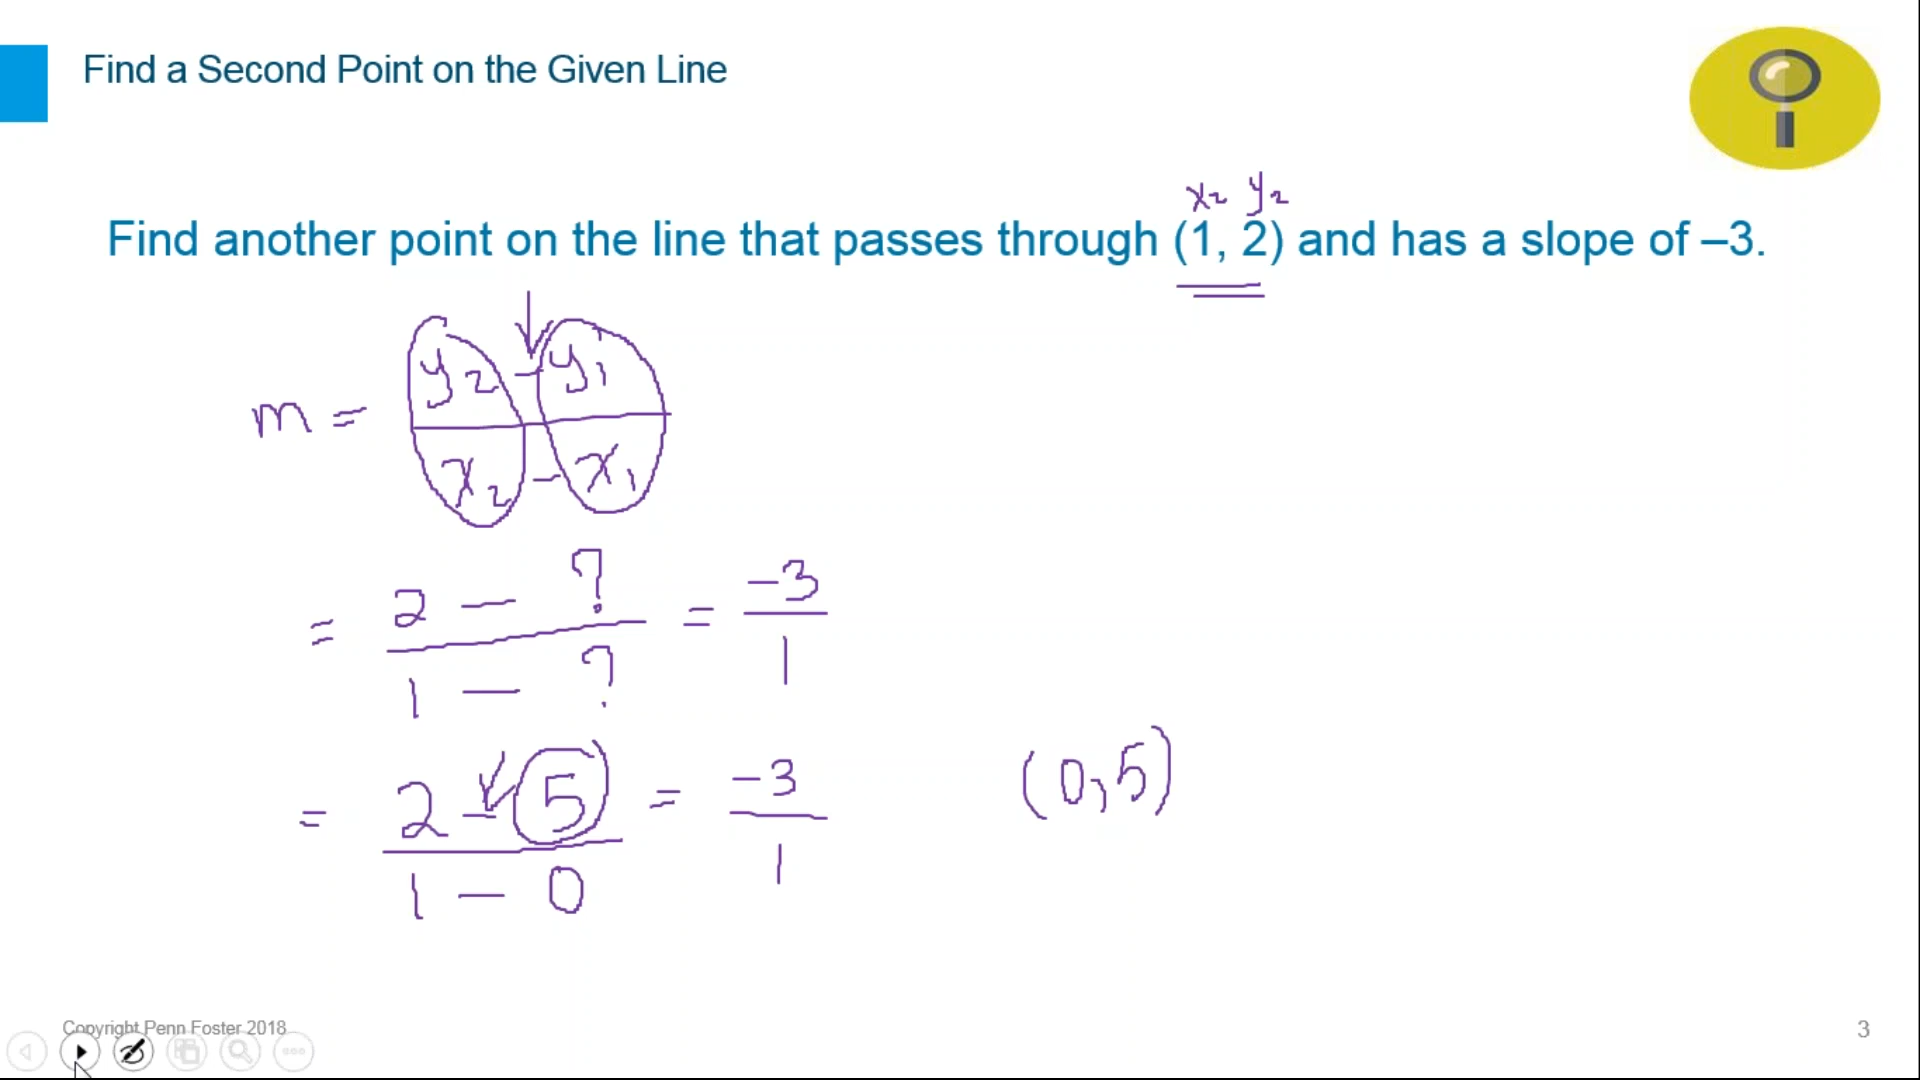 Find a Second Point on the Given Line
x₂ y₂
Find another point on the line that passes through (1, 2) and has a slope of –3.
m = y₂ - y₁
x₂ - x₁
= 2 - ? = -3
1 - ? 1
= 2 - 5 = -3 (0,5)
1 - 0 1
Copyright Penn Foster 2018
3